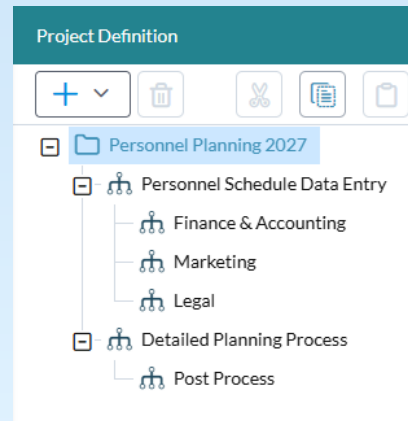 Project Definition
Personnel Planning 2027
Personnel Schedule Data Entry
Finance & Accounting
Marketing
Legal
Detailed Planning Process
Post Process